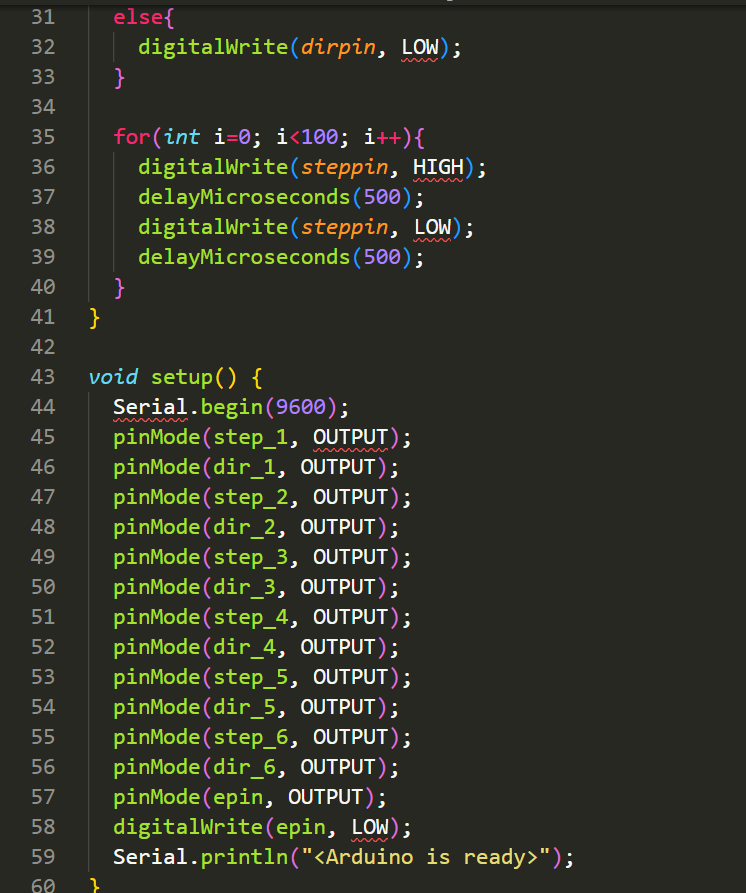 31 else{
32 digitalWrite(dirpin, LOW);
33 }
34
35 for(int i=0; i<100; i++){
36 digitalWrite(steppin, HIGH);
37 delayMicroseconds(500);
38 digitalWrite(steppin, LOW);
39 delayMicroseconds(500);
40 }
41 }
42
43 void setup() {
44 Serial.begin(9600);
45 pinMode(step_1, OUTPUT);
46 pinMode(dir_1, OUTPUT);
47 pinMode(step_2, OUTPUT);
48 pinMode(dir_2, OUTPUT);
49 pinMode(step_3, OUTPUT);
50 pinMode(dir_3, OUTPUT);
51 pinMode(step_4, OUTPUT);
52 pinMode(dir_4, OUTPUT);
53 pinMode(step_5, OUTPUT);
54 pinMode(dir_5, OUTPUT);
55 pinMode(step_6, OUTPUT);
56 pinMode(dir_6, OUTPUT);
57 pinMode(epin, OUTPUT);
58 digitalWrite(epin, LOW);
59 Serial.println("<Arduino is ready>");
60 }